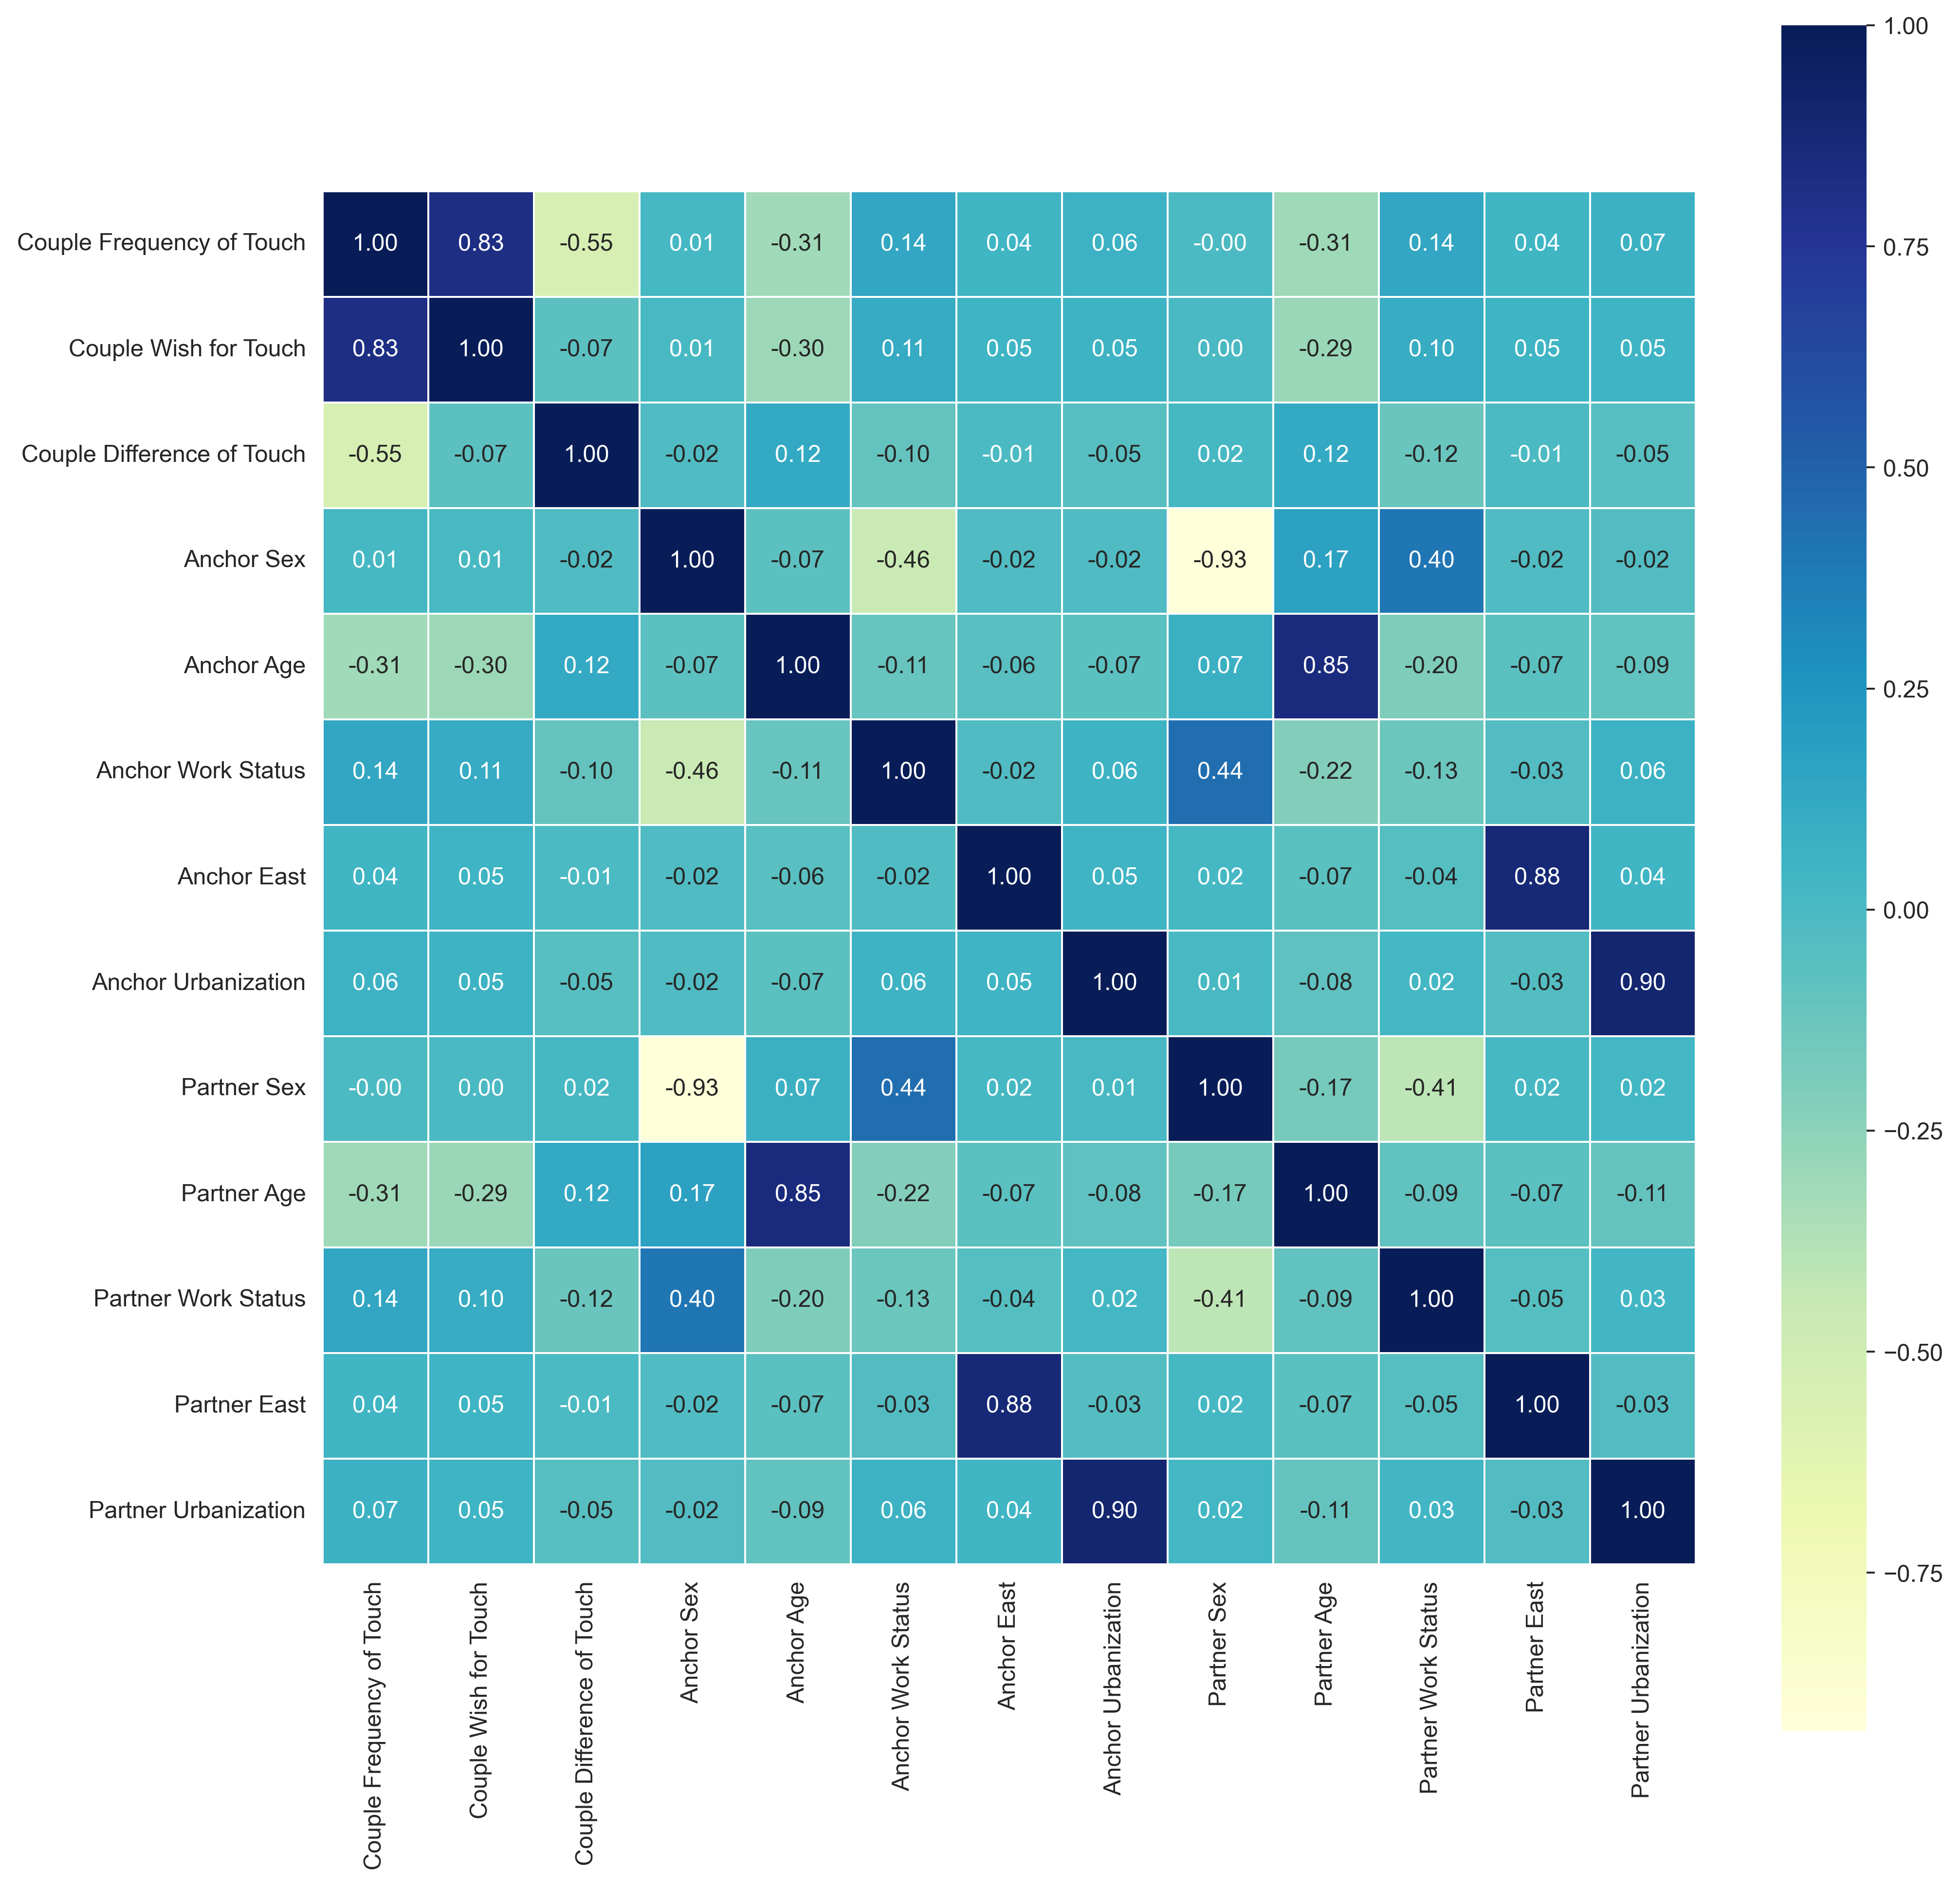 Couple Frequency of Touch 1.00 0.83 -0.55 0.01 -0.31 0.14 0.04 0.06 -0.00 -0.31 0.14 0.04 0.07
Couple Wish for Touch 0.83 1.00 -0.07 0.01 -0.30 0.11 0.05 0.05 0.00 -0.29 0.10 0.05 0.05
Couple Difference of Touch -0.55 -0.07 1.00 -0.02 0.12 -0.10 -0.01 -0.05 0.02 0.12 -0.12 -0.01 -0.05
Anchor Sex 0.01 0.01 -0.02 1.00 -0.07 -0.46 -0.02 -0.02 -0.93 0.17 0.40 -0.02 -0.02
Anchor Age -0.31 -0.30 0.12 -0.07 1.00 -0.11 -0.06 -0.07 0.07 0.85 -0.20 -0.07 -0.09
Anchor Work Status 0.14 0.11 -0.10 -0.46 -0.11 1.00 -0.02 0.06 0.44 -0.22 -0.13 -0.03 0.06
Anchor East 0.04 0.05 -0.01 -0.02 -0.06 -0.02 1.00 0.05 0.02 -0.07 -0.04 0.88 0.04
Anchor Urbanization 0.06 0.05 -0.05 -0.02 -0.07 0.06 0.05 1.00 0.01 -0.08 0.02 -0.03 0.90
Partner Sex -0.00 0.00 0.02 -0.93 0.07 0.44 0.02 0.01 1.00 -0.17 -0.41 0.02 0.02
Partner Age -0.31 -0.29 0.12 0.17 0.85 -0.22 -0.07 -0.08 -0.17 1.00 -0.09 -0.07 -0.11
Partner Work Status 0.14 0.10 -0.12 0.40 -0.20 -0.13 -0.04 0.02 -0.41 -0.09 1.00 -0.05 0.03
Partner East 0.04 0.05 -0.01 -0.02 -0.07 -0.03 0.88 -0.03 0.02 -0.07 -0.05 1.00 -0.03
Partner Urbanization 0.07 0.05 -0.05 -0.02 -0.09 0.06 0.04 0.90 0.02 -0.11 0.03 -0.03 1.00
Couple Frequency of Touch
Couple Wish for Touch
Couple Difference of Touch
Anchor Sex
Anchor Age
Anchor Work Status
Anchor East
Anchor Urbanization
Partner Sex
Partner Age
Partner Work Status
Partner East
Partner Urbanization
1.00
0.75
0.50
0.25
0.00
−0.25
−0.50
−0.75